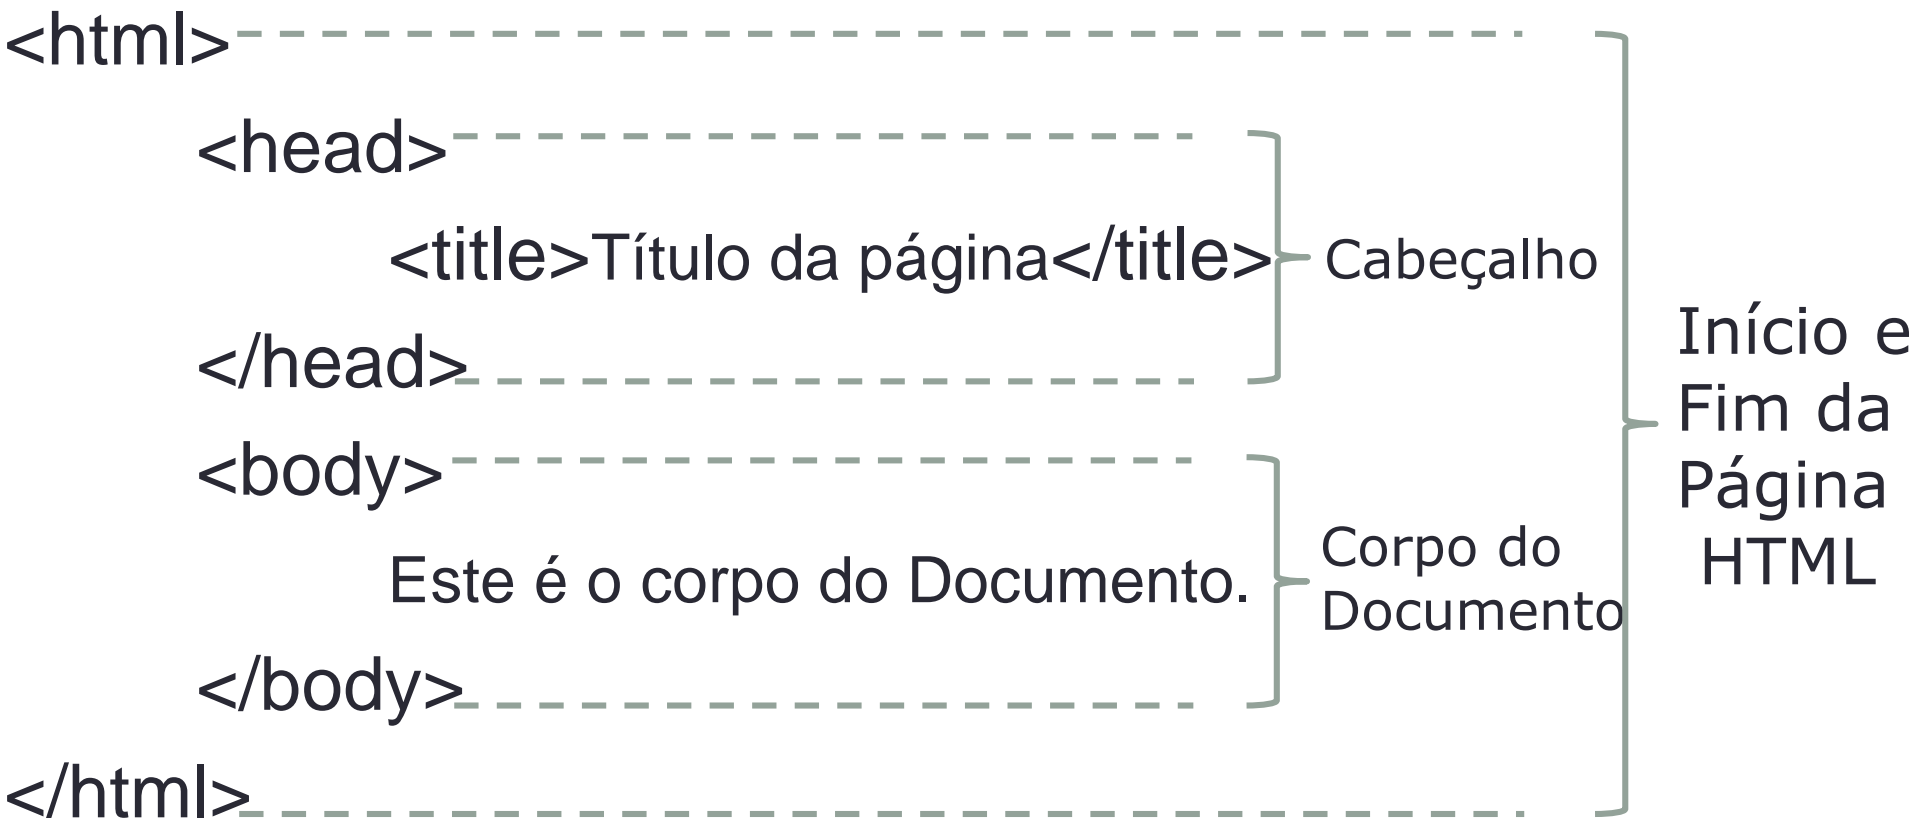 <html>
<head>
<title>Título da página</title>
</head>
<body>
Este é o corpo do Documento.
</body>
</html>
Cabeçalho
Corpo do
Documento
Início e
Fim da
Página
HTML